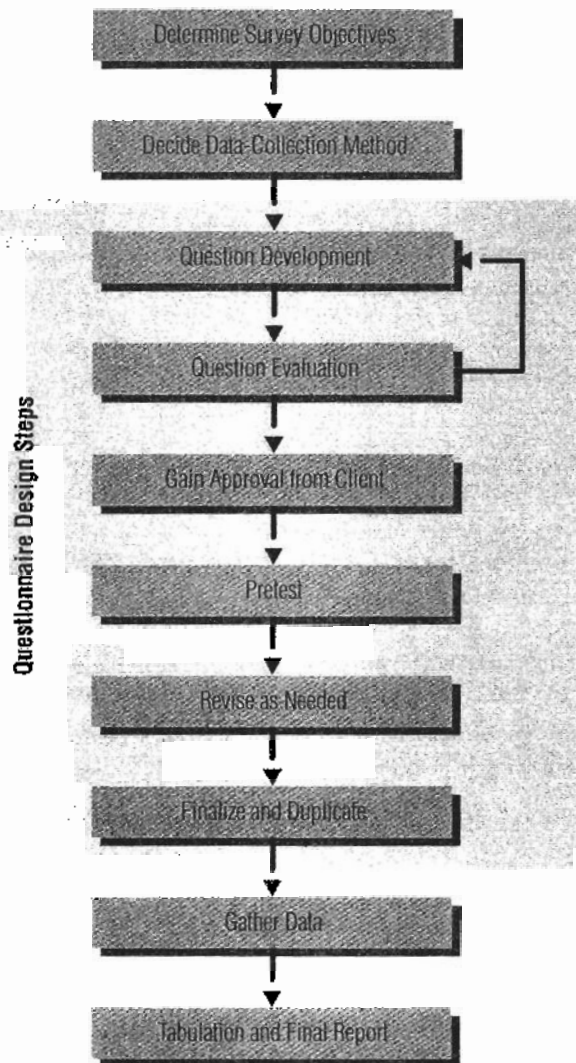 Determine Survey Objectives
Decide Data-Collection Method
Question Development
Question Evaluation
Gain Approval from Client
Pretest
Revise as Needed
Finalize and Duplicate
Gather Data
Tabulation and Final Report
Questionnaire Design Steps